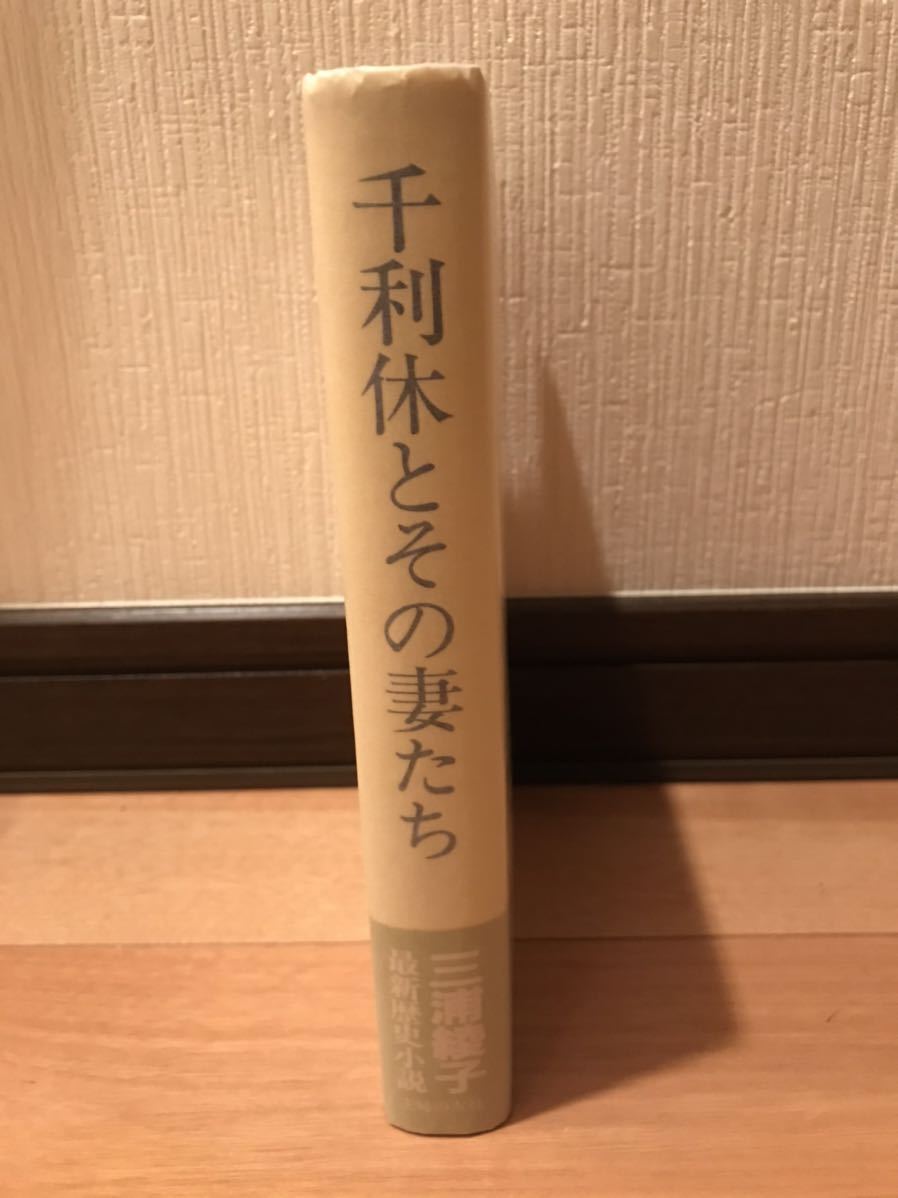 千利休とその妻たち
三浦綾子
最新歴史小説